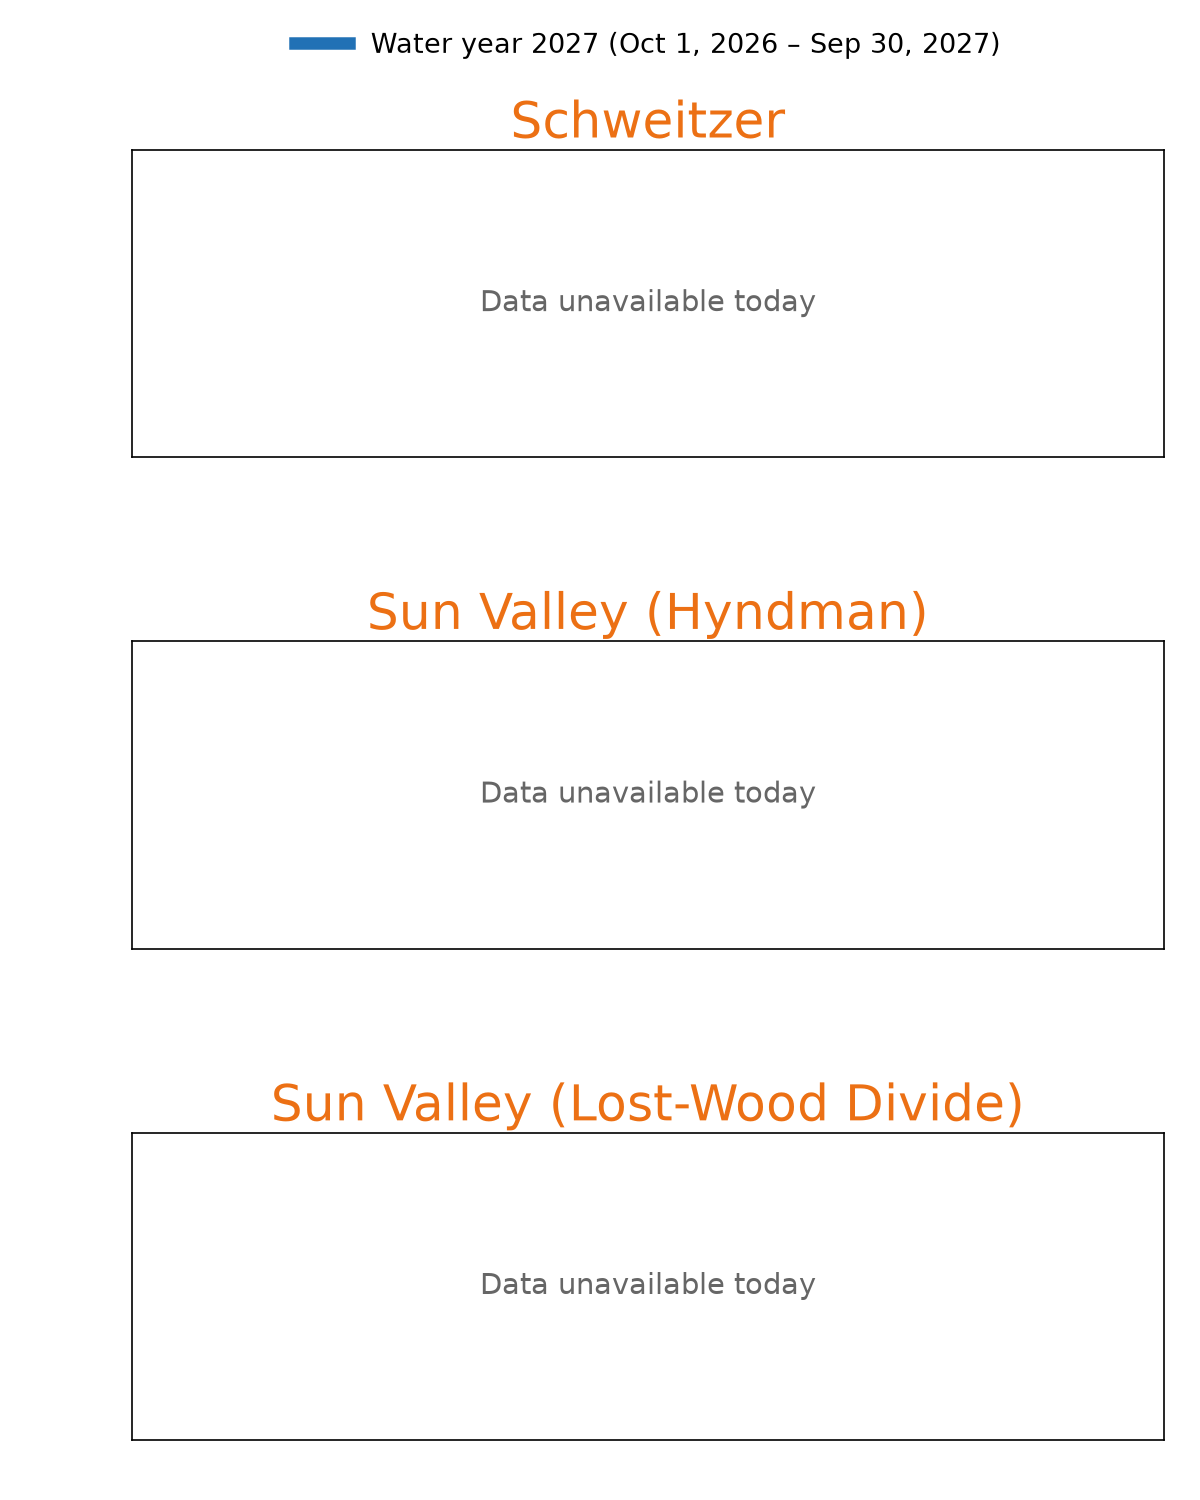 Water year 2027 (Oct 1, 2026 – Sep 30, 2027)
Schweitzer
Data unavailable today
Sun Valley (Hyndman)
Data unavailable today
Sun Valley (Lost-Wood Divide)
Data unavailable today